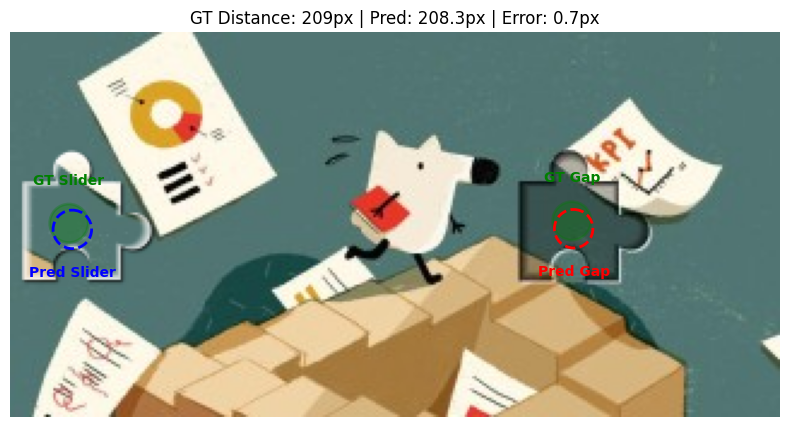 GT Distance: 209px | Pred: 208.3px | Error: 0.7px
KPI
GT Slider
GT Gap
Pred Slider
Pred Gap